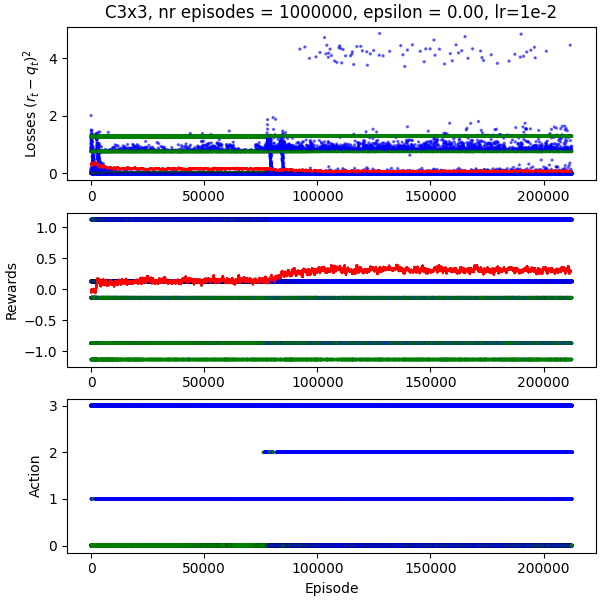 C3x3, nr episodes = 1000000, epsilon = 0.00, lr=1e-2
Losses $(r_t - q_t)^2$
4
2
0
0 50000 100000 150000 200000
Rewards
1.0
0.5
0.0
−0.5
−1.0
0 50000 100000 150000 200000
Action
3
2
1
0
0 50000 100000 150000 200000
Episode